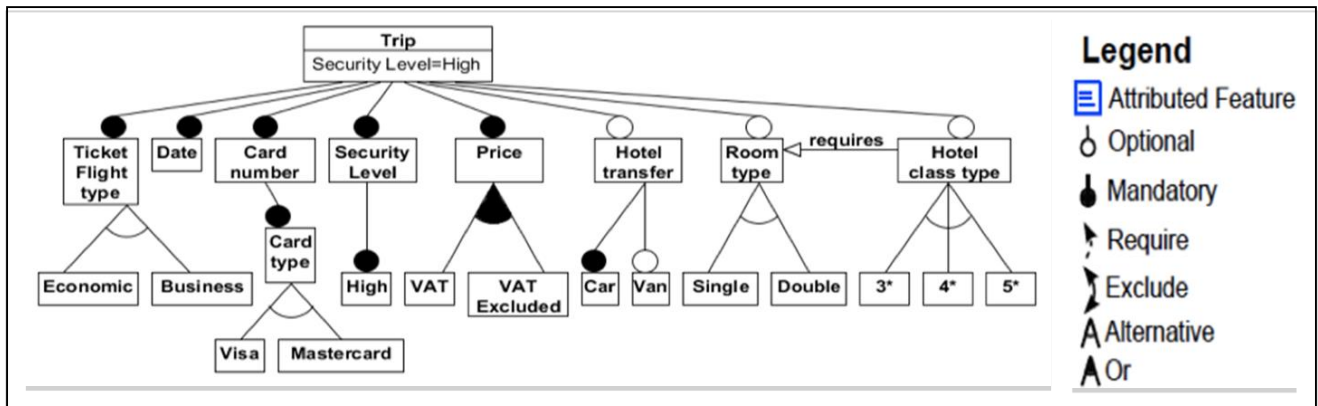 Trip
Security Level=High
Ticket
Flight
type
Date
Card
number
Security
Level
Price
Hotel
transfer
Room
type
requires
Hotel
class type
Card
type
Economic
Business
High
VAT
VAT
Excluded
Car
Van
Single
Double
3*
4*
5*
Visa
Mastercard
Legend
Attributed Feature
Optional
Mandatory
Require
Exclude
Alternative
Or